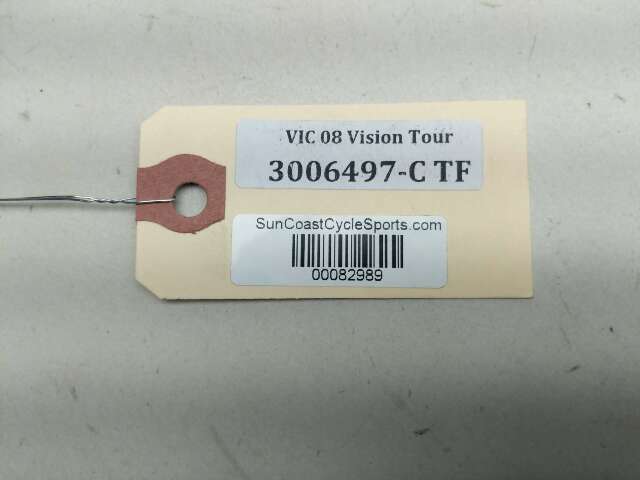 VIC 08 Vision Tour
3006497-C TF
SunCoastCycleSports.com
00082989